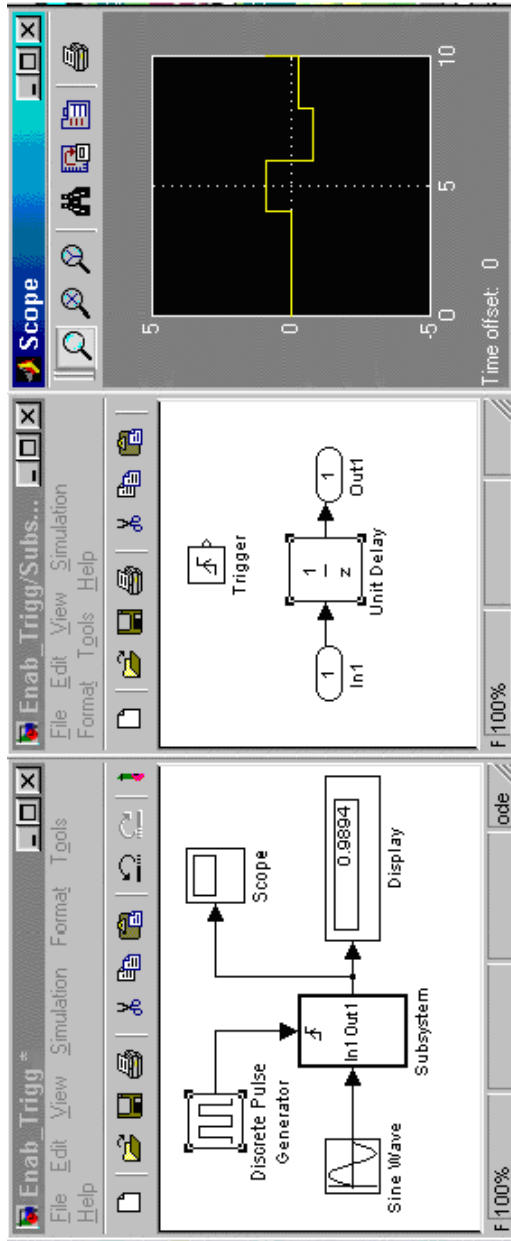 Enab_Trigg *
File Edit View Simulation Format Tools
Help
Discrete Pulse
Generator
Scope
0.9894
Display
In1 Out1
Subsystem
Sine Wave
F 100%
ode
Enab_Trigg/Subs...
File Edit View Simulation
Format Tools Help
Trigger
1
In1
1
z
Unit Delay
1
Out1
F 100%
Scope
5
0
-5
0
5
10
Time offset: 0